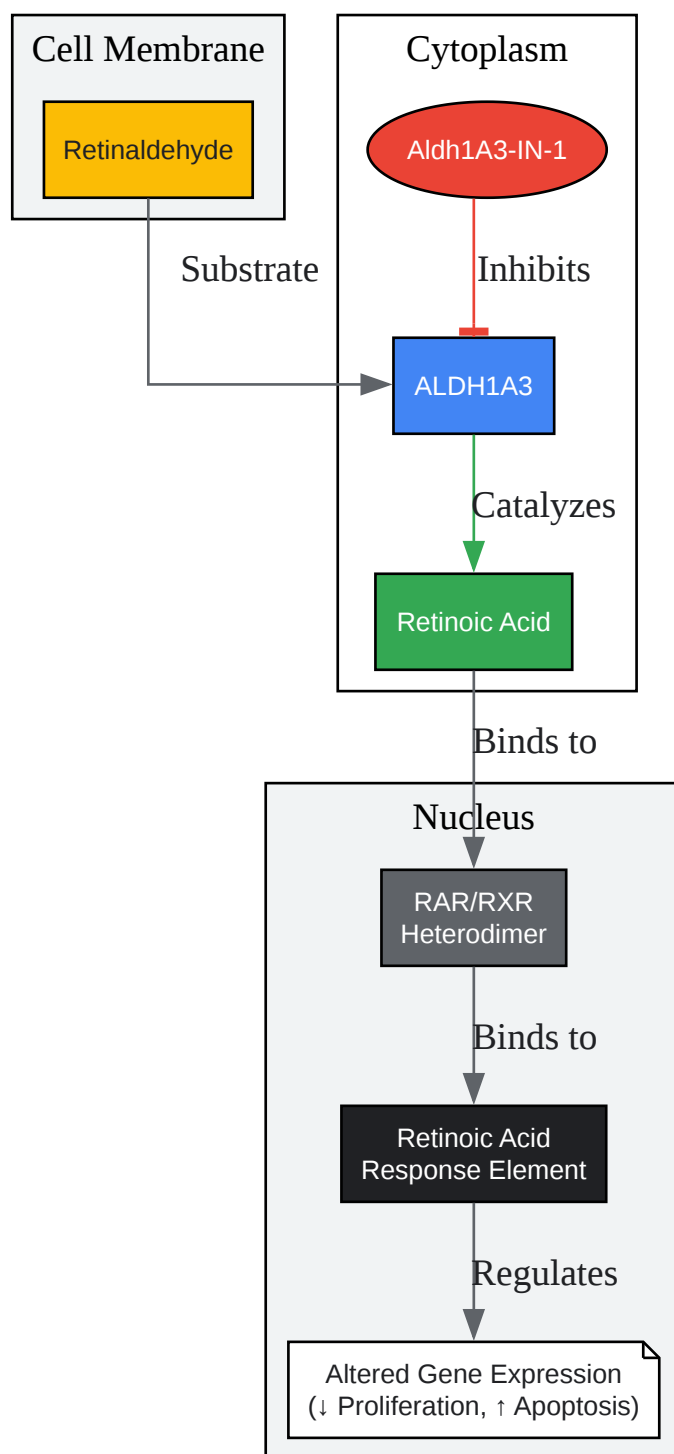 Cell Membrane
Cytoplasm
Retinaldehyde
Aldh1A3-IN-1
Substrate
Inhibits
ALDH1A3
Catalyzes
Retinoic Acid
Binds to
Nucleus
RAR/RXR
Heterodimer
Binds to
Retinoic Acid
Response Element
Regulates
Altered Gene Expression
(↓ Proliferation, ↑ Apoptosis)